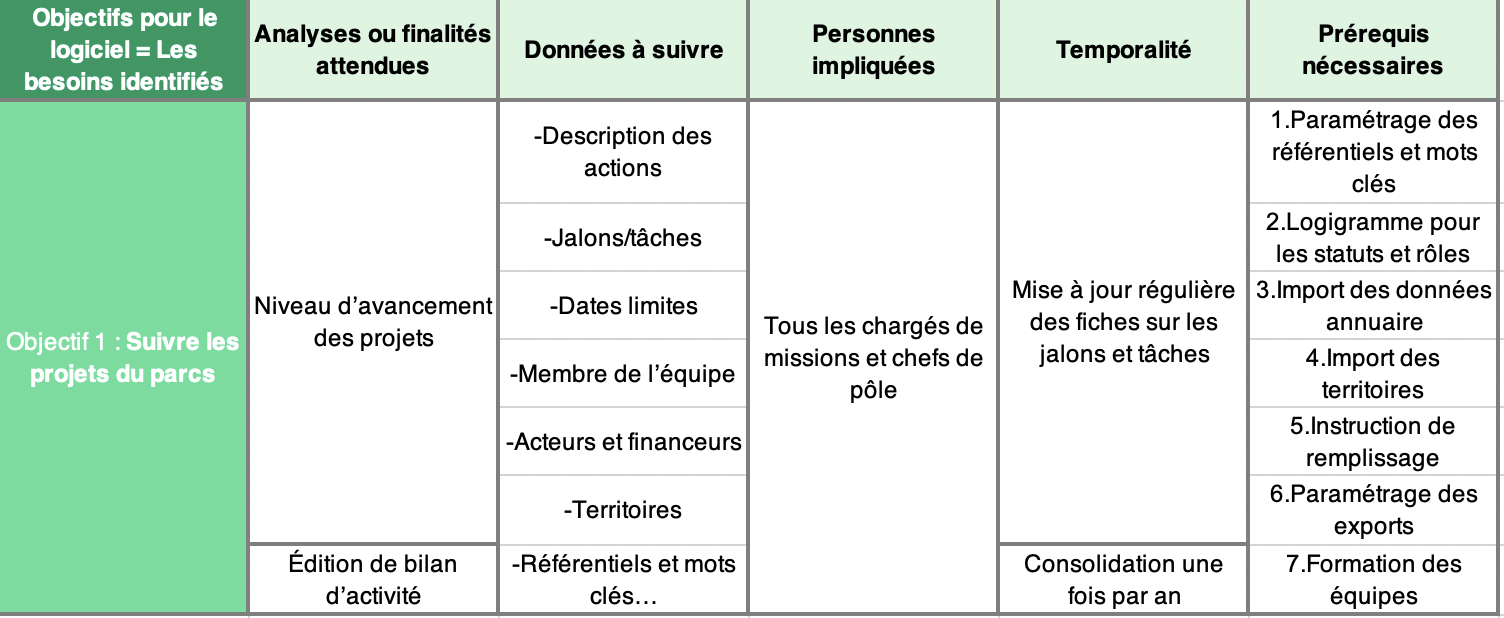 Objectifs pour le
logiciel = Les
besoins identifiés
Analyses ou finalités
attendues
Données à suivre
Personnes
impliquées
Temporalité
Prérequis
nécessaires
Objectif 1 : Suivre les
projets du parcs
Niveau d’avancement
des projets
Édition de bilan
d’activité
-Description des
actions
-Jalons/tâches
-Dates limites
-Membre de l’équipe
-Acteurs et financeurs
-Territoires
-Référentiels et mots
clés…
Tous les chargés de
missions et chefs de
pôle
Mise à jour régulière
des fiches sur les
jalons et tâches
Consolidation une
fois par an
1.Paramétrage des
référentiels et mots
clés
2.Logigramme pour
les statuts et rôles
3.Import des données
annuaire
4.Import des
territoires
5.Instruction de
remplissage
6.Paramétrage des
exports
7.Formation des
équipes